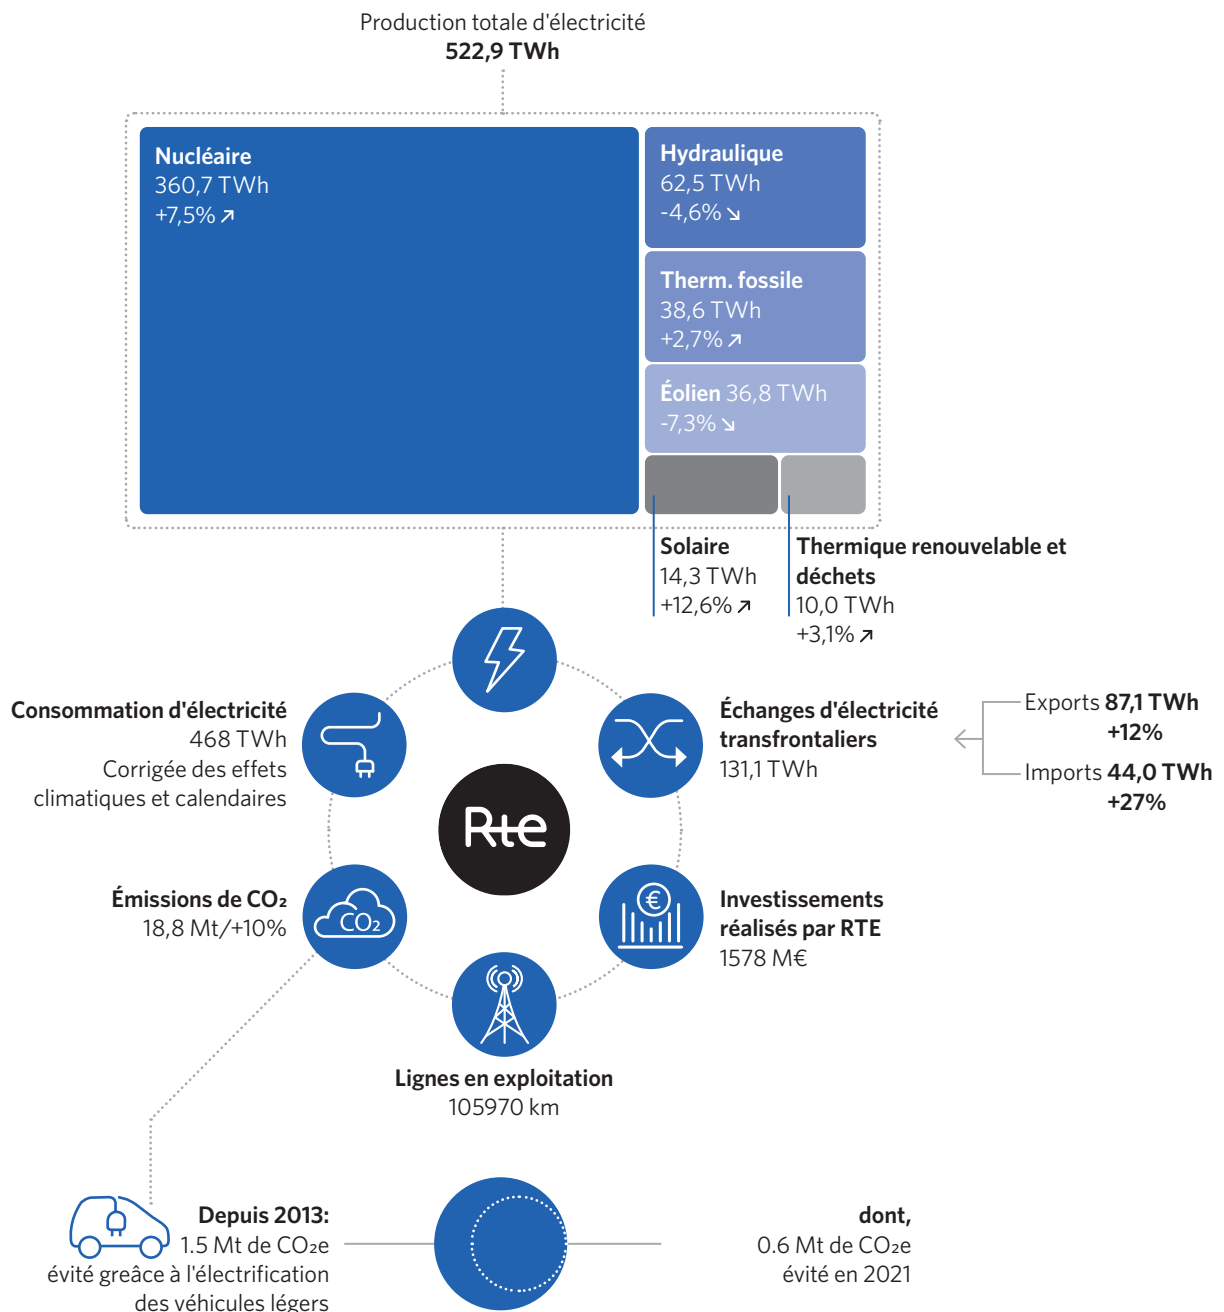 Production totale d'électricité
522,9 TWh
Nucléaire
360,7 TWh
+7,5% ↗
Hydraulique
62,5 TWh
-4,6% ↘
Therm. fossile
38,6 TWh
+2,7% ↗
Éolien 36,8 TWh
-7,3% ↘
Solaire
14,3 TWh
+12,6% ↗
Thermique renouvelable et
déchets
10,0 TWh
+3,1% ↗
Consommation d'électricité
468 TWh
Corrigée des effets
climatiques et calendaires
Échanges d'électricité
transfrontaliers
131,1 TWh
Exports 87,1 TWh
+12%
Imports 44,0 TWh
+27%
Rte
Émissions de CO₂
18,8 Mt/+10%
CO₂
€
Investissements
réalisés par RTE
1578 M€
Lignes en exploitation
105970 km
Depuis 2013:
1.5 Mt de CO₂e
évité greâce à l'électrification
des véhicules légers
dont,
0.6 Mt de CO₂e
évité en 2021